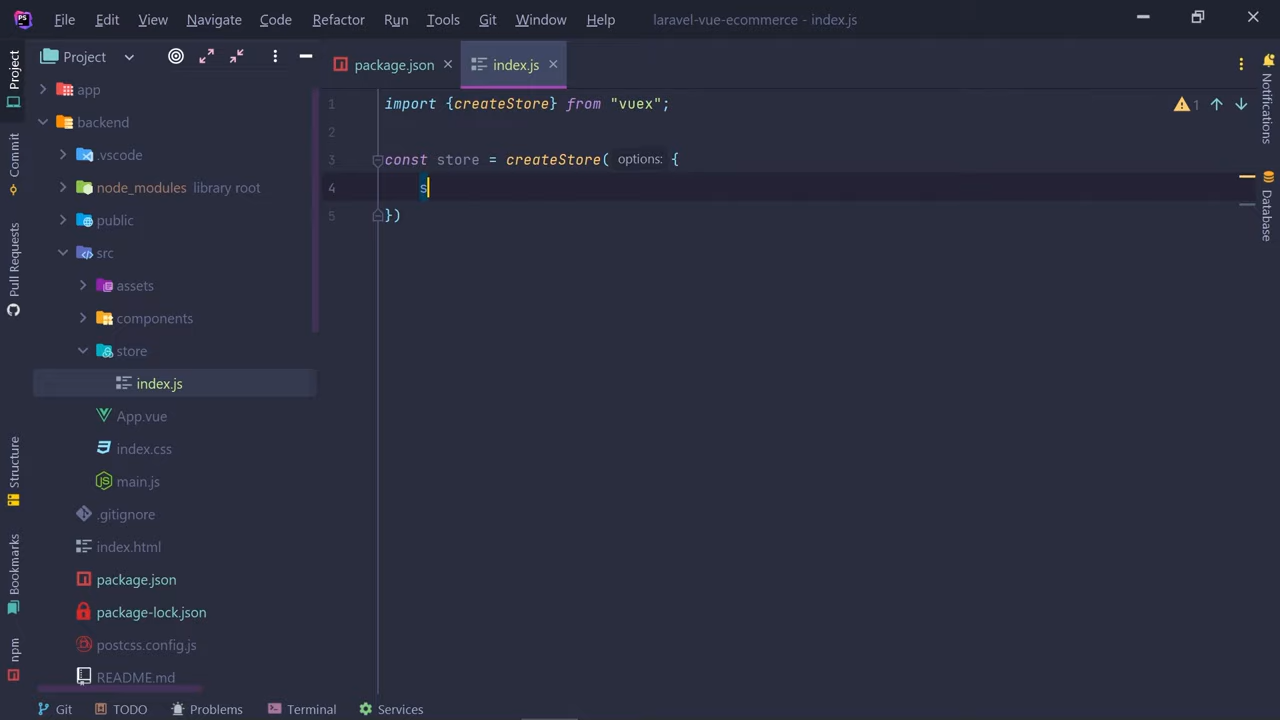 File Edit View Navigate Code Refactor Run Tools Git Window Help laravel-vue-ecommerce - index.js
Project
package.json
index.js
Project
Commit
Pull Requests
Structure
Bookmarks
npm
app
backend
.vscode
node_modules library root
public
src
assets
components
store
index.js
App.vue
index.css
main.js
.gitignore
index.html
package.json
package-lock.json
postcss.config.js
README.md
1 import {createStore} from "vuex";
2
3 const store = createStore( options: {
4 s
5 })
1
Notifications
Database
Git TODO Problems Terminal Services